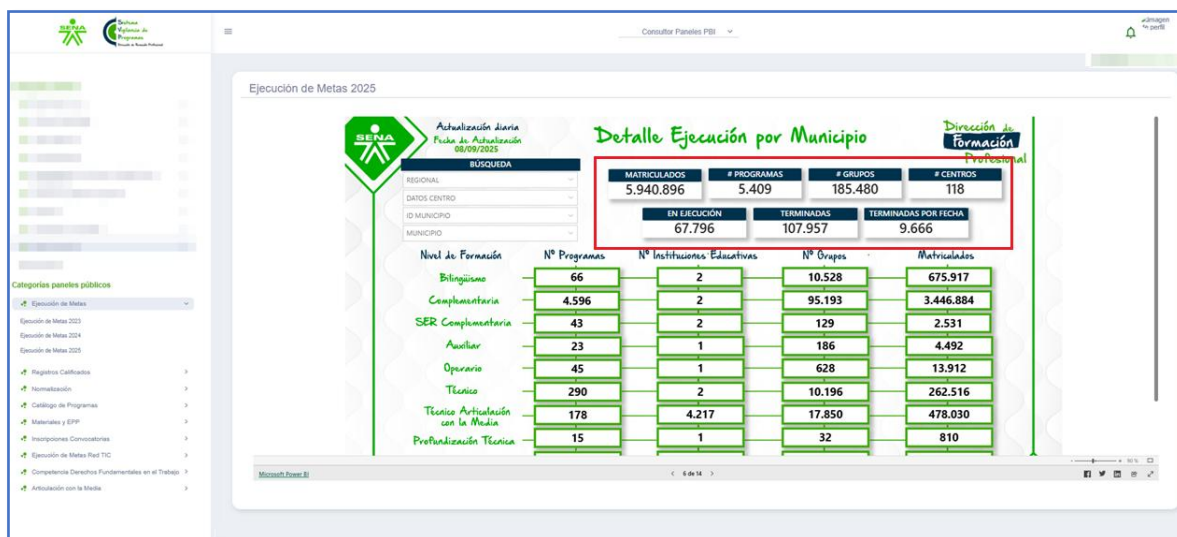 SENA
Sistema
Vigilancia de
Programas
Consultor Paneles PBI
Imagen
de perfil
Ejecución de Metas 2025
SENA
Actualización diaria
Fecha de Actualización
08/09/2025
Detalle Ejecución por Municipio
Dirección de
Formación
Profesional
BÚSQUEDA
REGIONAL
DATOS CENTRO
ID MUNICIPIO
MUNICIPIO
MATRICULADOS # PROGRAMAS # GRUPOS # CENTROS
5.940.896 5.409 185.480 118
EN EJECUCIÓN TERMINADAS TERMINADAS POR FECHA
67.796 107.957 9.666
Nivel de Formación Nº Programas Nº Instituciones Educativas Nº Grupos Matriculados
Bilingüismo 66 2 10.528 675.917
Complementaria 4.596 2 95.193 3.446.884
SER Complementaria 43 2 129 2.531
Auxiliar 23 1 186 4.492
Operario 45 1 628 13.912
Técnico 290 2 10.196 262.516
Técnico Articulación
con la Media 178 4.217 17.850 478.030
Profundización Técnica 15 1 32 810
Categorías paneles públicos
Ejecución de Metas
Ejecución de Metas 2023
Ejecución de Metas 2024
Ejecución de Metas 2025
Registros Calificados
Normalización
Catálogo de Programas
Materiales y EPP
Inscripciones Convocatorias
Ejecución de Metas Red TIC
Competencia Derechos Fundamentales en el Trabajo
Articulación con la Media
Microsoft Power BI
6 de 14